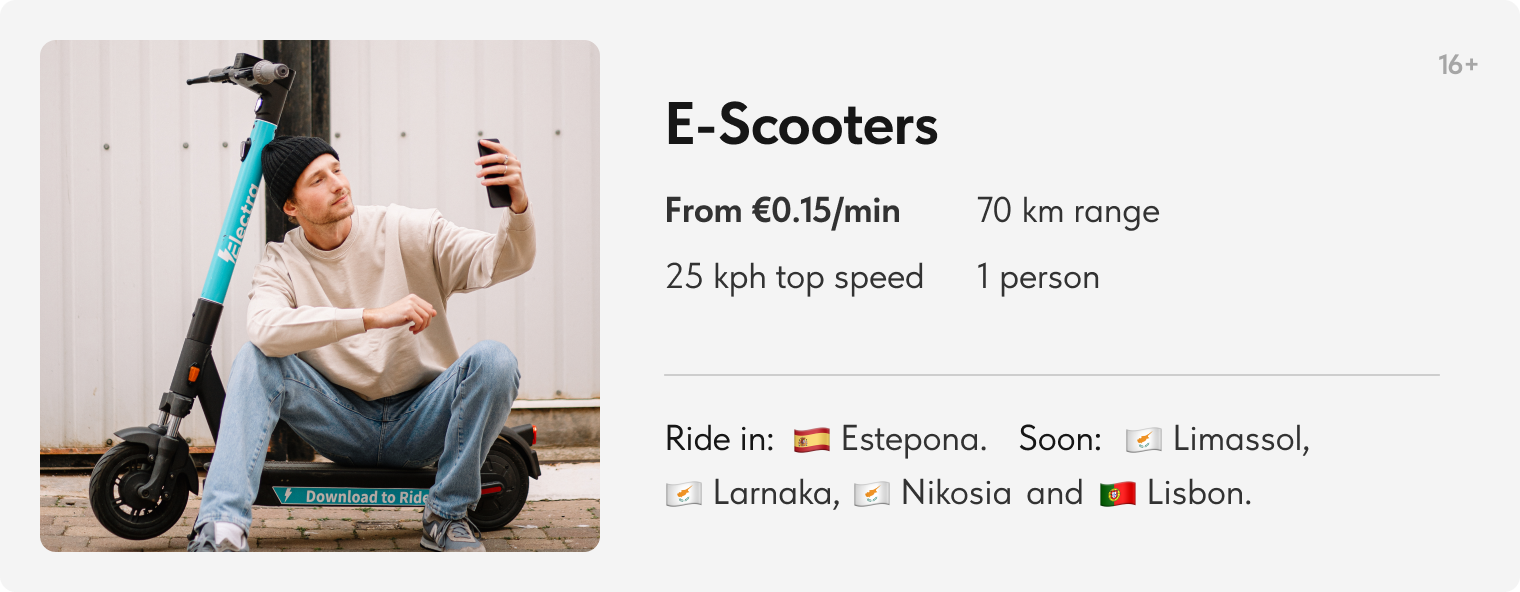 16+
E-Scooters
From €0.15/min 70 km range
25 kph top speed 1 person
Ride in: 🇪🇸 Estepona. Soon: 🇨🇾 Limassol,
🇨🇾 Larnaka, 🇨🇾 Nikosia and 🇵🇹 Lisbon.
Electra
Download to Ride